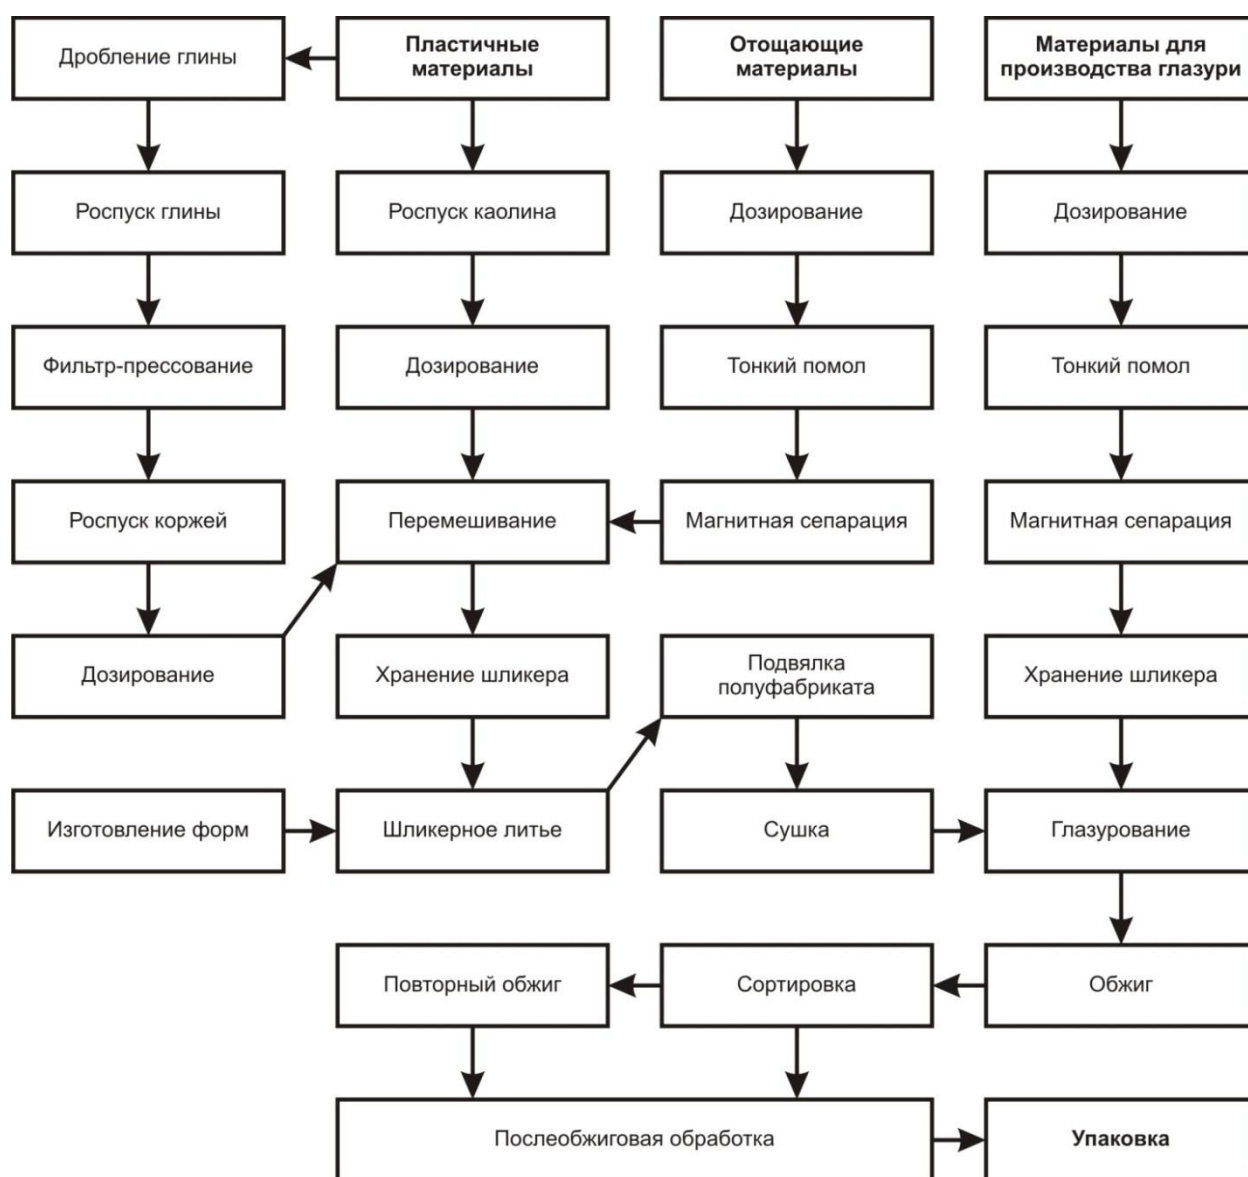 Дробление глины
Пластичные
материалы
Отощающие
материалы
Материалы для
производства глазури
Роспуск глины
Роспуск каолина
Дозирование
Дозирование
Фильтр-прессование
Дозирование
Тонкий помол
Тонкий помол
Роспуск коржей
Перемешивание
Магнитная сепарация
Магнитная сепарация
Дозирование
Хранение шликера
Подвялка
полуфабриката
Хранение шликера
Изготовление форм
Шликерное литье
Сушка
Глазурование
Повторный обжиг
Сортировка
Обжиг
Послеобжиговая обработка
Упаковка